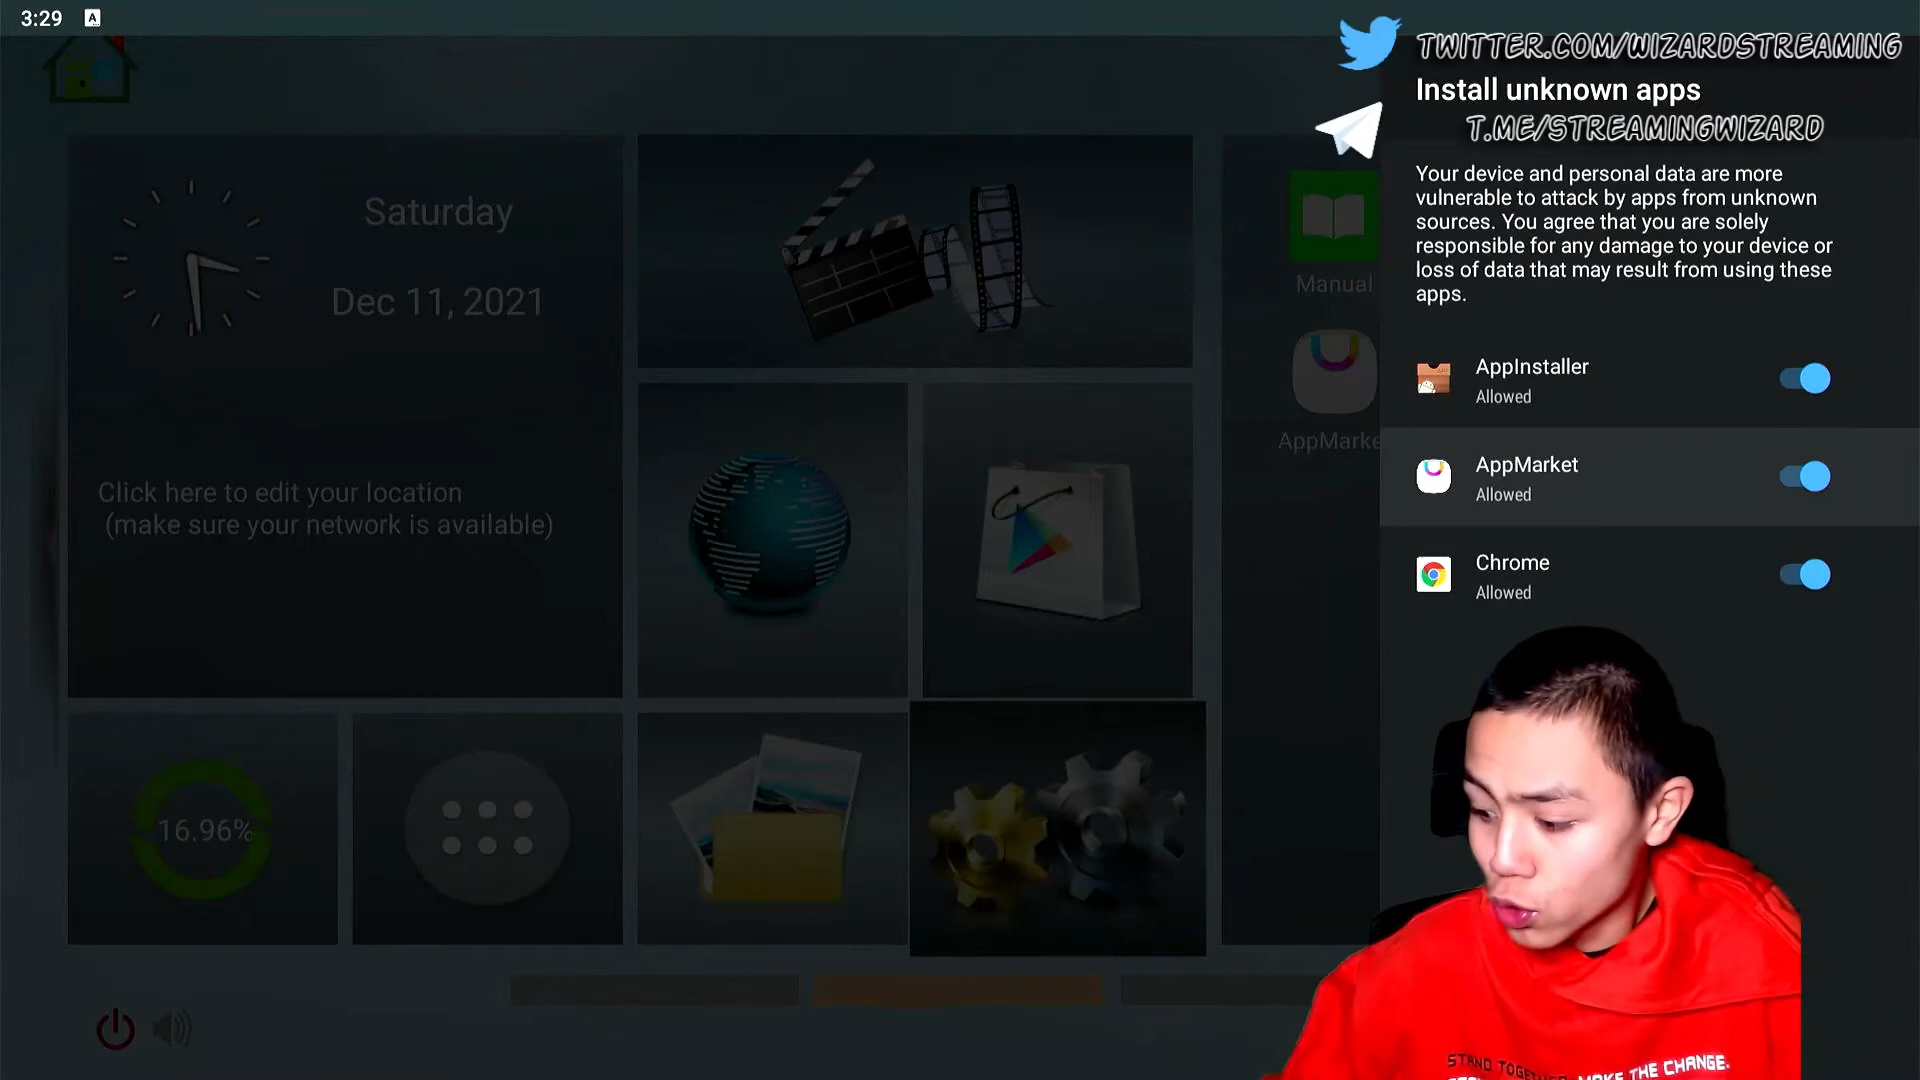 3:29
A
TWITTER.COM/WIZARDSTREAMING
Install unknown apps
T.ME/STREAMINGWIZARD
Your device and personal data are more
vulnerable to attack by apps from unknown
sources. You agree that you are solely
responsible for any damage to your device or
loss of data that may result from using these
apps.
AppInstaller
Allowed
AppMarket
Allowed
Chrome
Allowed
Saturday
Dec 11, 2021
Click here to edit your location
(make sure your network is available)
Manual
AppMarke
16.96%
STAND TOGETHER. MAKE THE CHANGE.